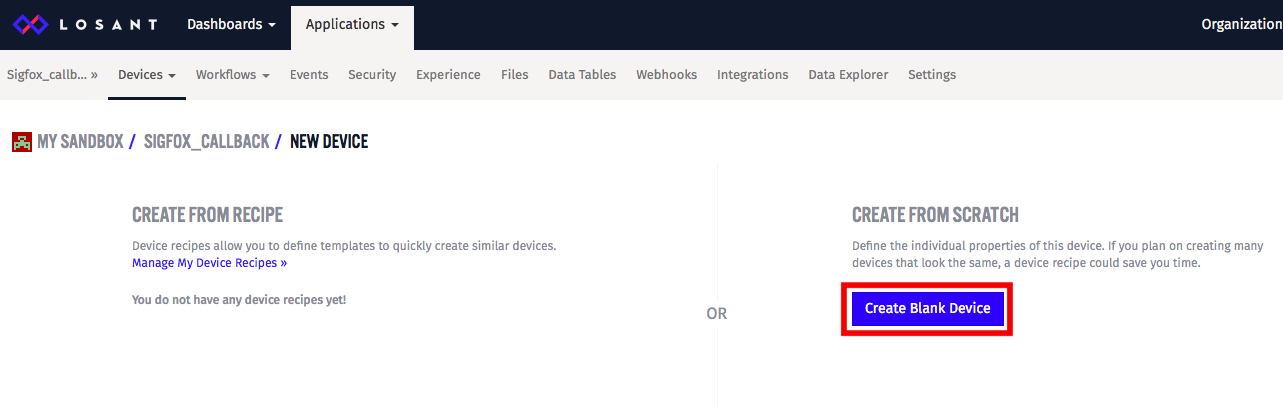 LOSANT Dashboards Applications Organization
Sigfox_callb... » Devices Workflows Events Security Experience Files Data Tables Webhooks Integrations Data Explorer Settings
MY SANDBOX / SIGFOX_CALLBACK / NEW DEVICE
CREATE FROM RECIPE
Device recipes allow you to define templates to quickly create similar devices.
Manage My Device Recipes »
You do not have any device recipes yet!
OR
CREATE FROM SCRATCH
Define the individual properties of this device. If you plan on creating many
devices that look the same, a device recipe could save you time.
Create Blank Device